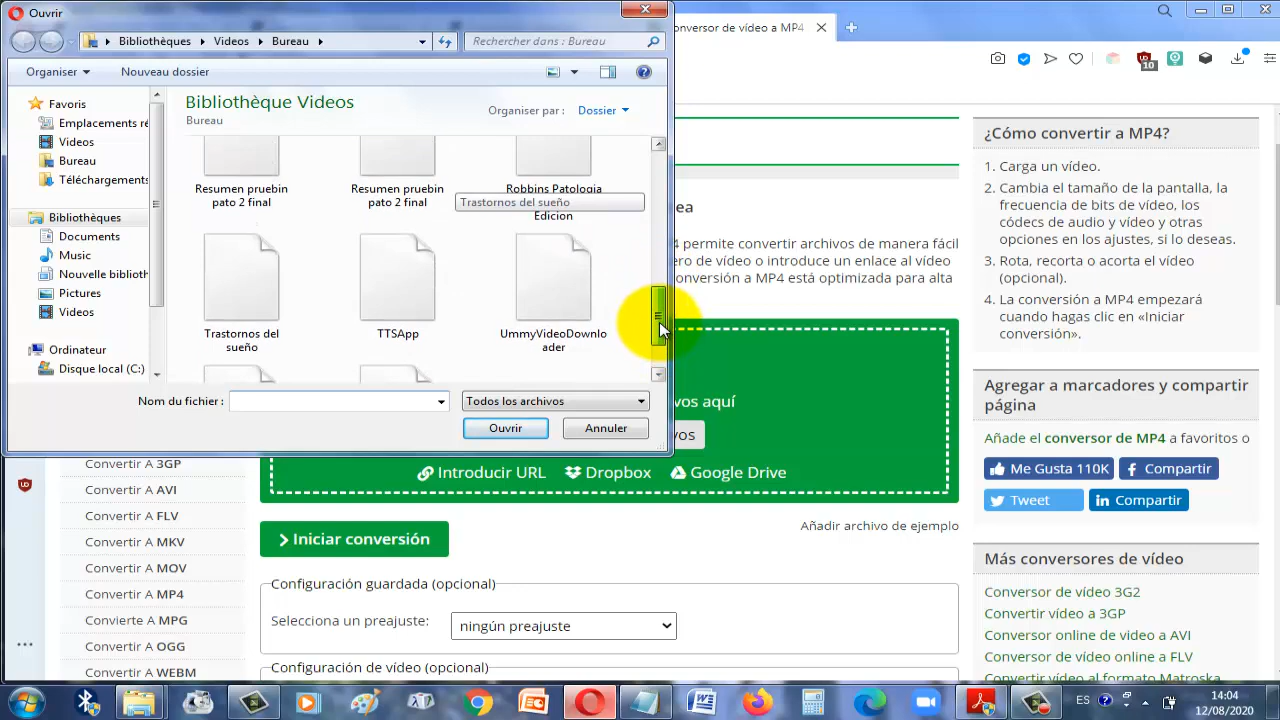 Ouvrir
Bibliothèques
Videos
Bureau
Rechercher dans : Bureau
Organiser
Nouveau dossier
Favoris
Emplacements ré
Videos
Bureau
Téléchargements
Bibliothèques
Documents
Music
Nouvelle biblioth
Pictures
Videos
Ordinateur
Disque local (C:)
Bibliothèque Videos
Bureau
Organiser par :
Dossier
Resumen pruebin
pato 2 final
Resumen pruebin
pato 2 final
Robbins Patologia
Edicion
Trastornos del sueño
Trastornos del
sueño
TTSApp
UmmyVideoDownlo
ader
Nom du fichier :
Todos los archivos
Ouvrir
Annuler
onversor de vídeo a MP4
10
ea
4 permite convertir archivos de manera fácil
ero de vídeo o introduce un enlace al vídeo
conversión a MP4 está optimizada para alta
vos aquí
vos
Introducir URL
Dropbox
Google Drive
Iniciar conversión
Añadir archivo de ejemplo
Configuración guardada (opcional)
Selecciona un preajuste:
ningún preajuste
Configuración de vídeo (opcional)
Convertir A 3GP
Convertir A AVI
Convertir A FLV
Convertir A MKV
Convertir A MOV
Convertir A MP4
Convierte A MPG
Convertir A OGG
Convertir A WEBM
¿Cómo convertir a MP4?
1. Carga un vídeo.
2. Cambia el tamaño de la pantalla, la
frecuencia de bits de vídeo, los
códecs de audio y vídeo y otras
opciones en los ajustes, si lo deseas.
3. Rota, recorta o acorta el vídeo
(opcional).
4. La conversión a MP4 empezará
cuando hagas clic en «Iniciar
conversión».
Agregar a marcadores y compartir
página
Añade el conversor de MP4 a favoritos o
Me Gusta 110K
Compartir
Tweet
Compartir
Más conversores de vídeo
Conversor de vídeo 3G2
Convertir vídeo a 3GP
Conversor online de vídeo a AVI
Conversor de vídeo online a FLV
Convertir vídeo al formato Matroska
ES
14:04
12/08/2020